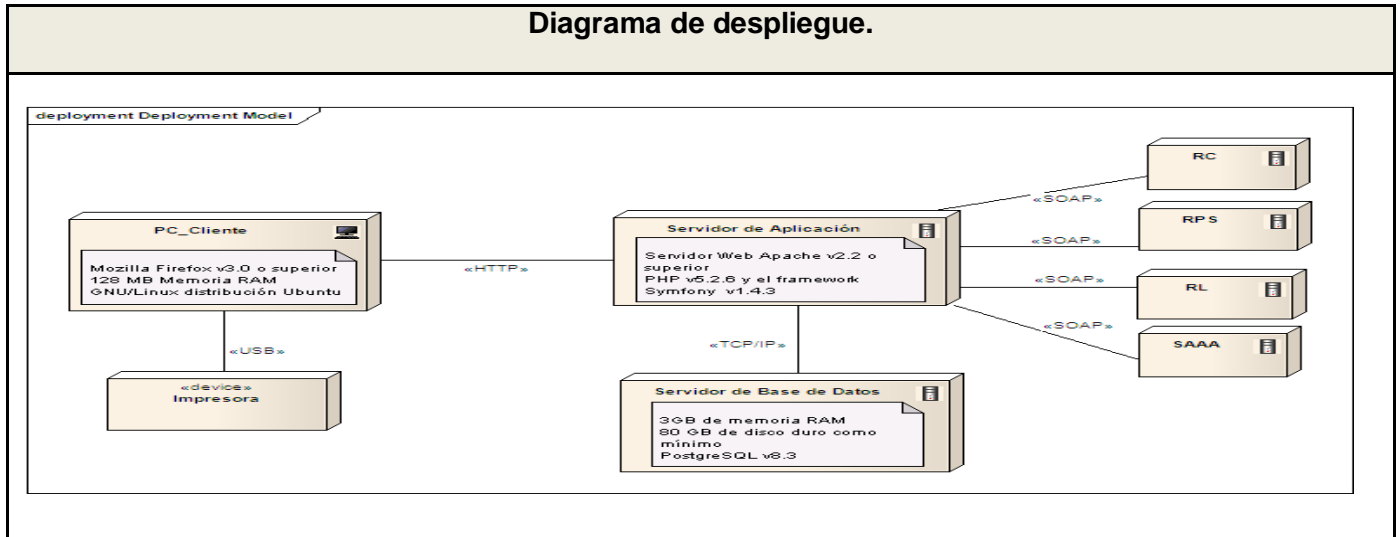 Diagrama de despliegue.
deployment Deployment Model
PC_Cliente
Mozilla Firefox v3.0 o superior
128 MB Memoria RAM
GNU/Linux distribución Ubuntu
«HTTP»
«USB»
«device»
Impresora
Servidor de Aplicación
Servidor Web Apache v2.2 o
superior
PHP v5.2.6 y el framework
Symfony v1.4.3
«TCP/IP»
Servidor de Base de Datos
3GB de memoria RAM
80 GB de disco duro como
mínimo
PostgreSQL v8.3
«SOAP»
RC
«SOAP»
RPS
«SOAP»
RL
«SOAP»
SAAA